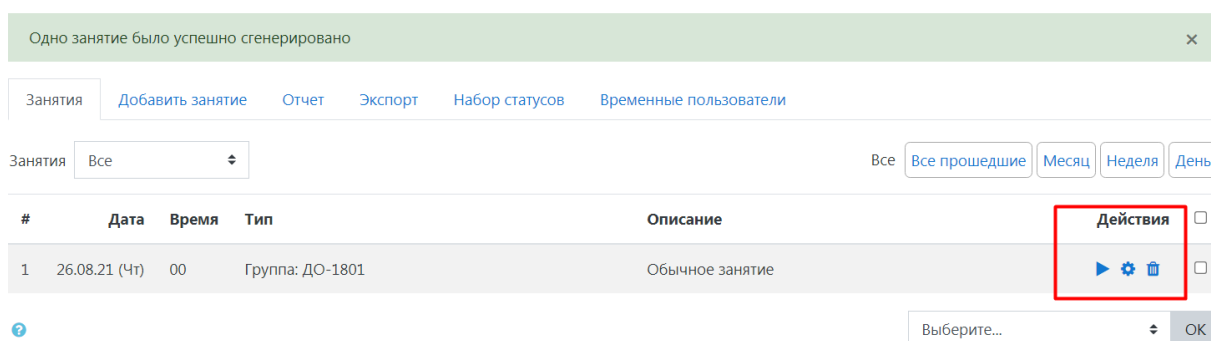 Одно занятие было успешно сгенерировано ×
Занятия Добавить занятие Отчет Экспорт Набор статусов Временные пользователи
Занятия Все Все Все прошедшие Месяц Неделя День
# Дата Время Тип Описание Действия
1 26.08.21 (Чт) 00 Группа: ДО-1801 Обычное занятие
? Выберите... ОК